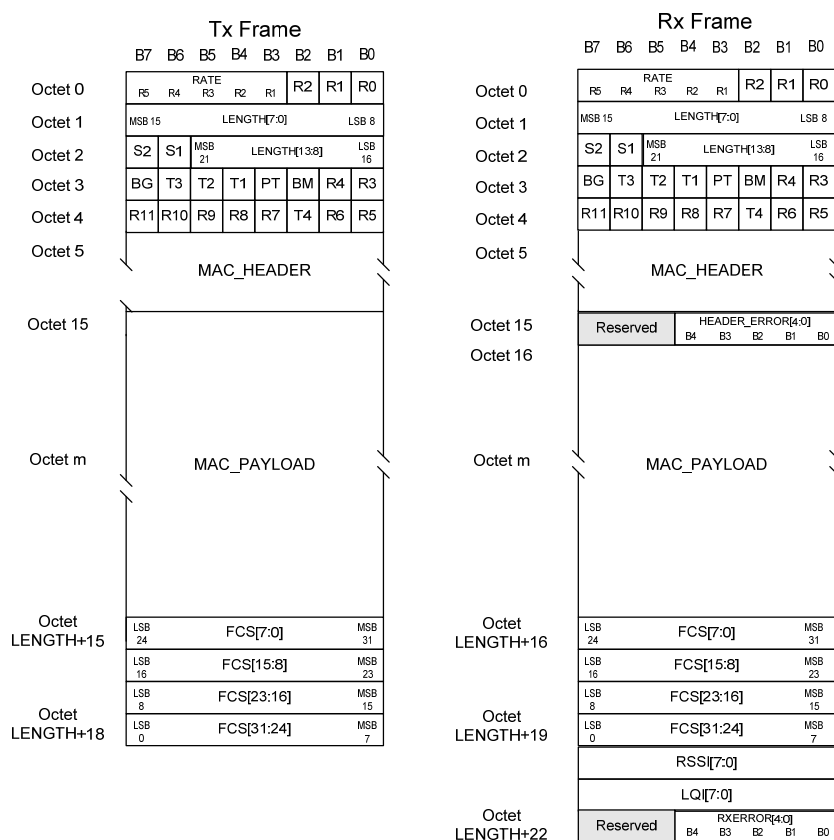 Tx Frame
B7 B6 B5 B4 B3 B2 B1 B0
Octet 0
RATE
R5 R4 R3 R2 R1
R2 R1 R0
Octet 1
MSB 15 LENGTH[7:0] LSB 8
Octet 2
S2 S1 MSB 21 LENGTH[13:8] LSB 16
Octet 3
BG T3 T2 T1 PT BM R4 R3
Octet 4
R11 R10 R9 R8 R7 T4 R6 R5
Octet 5
MAC_HEADER
Octet 15
Octet m
MAC_PAYLOAD
Octet LENGTH+15
LSB 24 FCS[7:0] MSB 31
LSB 16 FCS[15:8] MSB 23
LSB 8 FCS[23:16] MSB 15
Octet LENGTH+18
LSB 0 FCS[31:24] MSB 7
Rx Frame
B7 B6 B5 B4 B3 B2 B1 B0
Octet 0
RATE
R5 R4 R3 R2 R1
R2 R1 R0
Octet 1
MSB 15 LENGTH[7:0] LSB 8
Octet 2
S2 S1 MSB 21 LENGTH[13:8] LSB 16
Octet 3
BG T3 T2 T1 PT BM R4 R3
Octet 4
R11 R10 R9 R8 R7 T4 R6 R5
Octet 5
MAC_HEADER
Octet 15
Reserved
HEADER_ERROR[4:0]
B4 B3 B2 B1 B0
Octet 16
Octet m
MAC_PAYLOAD
Octet LENGTH+16
LSB 24 FCS[7:0] MSB 31
LSB 16 FCS[15:8] MSB 23
LSB 8 FCS[23:16] MSB 15
Octet LENGTH+19
LSB 0 FCS[31:24] MSB 7
RSSI[7:0]
LQI[7:0]
Octet LENGTH+22
Reserved
RXERROR[4:0]
B4 B3 B2 B1 B0